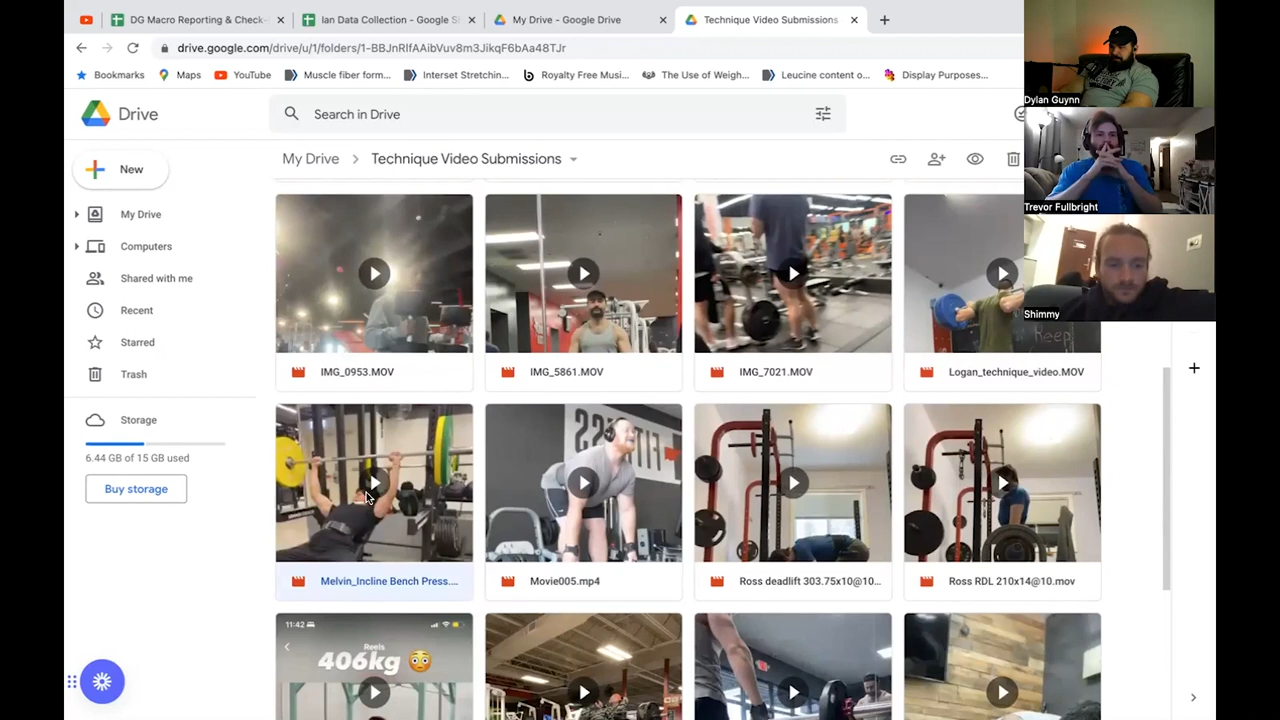 DG Macro Reporting & Check-
Ian Data Collection - Google S
My Drive - Google Drive
Technique Video Submissions
drive.google.com/drive/u/1/folders/1-BBJnRlfAAibVuv8m3JikqF6bAa48TJr
Bookmarks
Maps
YouTube
Muscle fiber form...
Interset Stretchin...
Royalty Free Musi...
The Use of Weigh...
Leucine content o...
Display Purposes...
Dylan Guynn
Drive
Search in Drive
New
My Drive > Technique Video Submissions
Trevor Fullbright
My Drive
Computers
Shared with me
Recent
Starred
Trash
Storage
6.44 GB of 15 GB used
Buy storage
Shimmy
Keep
IMG_0953.MOV
IMG_5861.MOV
IMG_7021.MOV
Logan_technique_video.MOV
FITNESS
Melvin_Incline Bench Press....
Movie005.mp4
Ross deadlift 303.75x10@10...
Ross RDL 210x14@10.mov
11:42
Reels
406kg